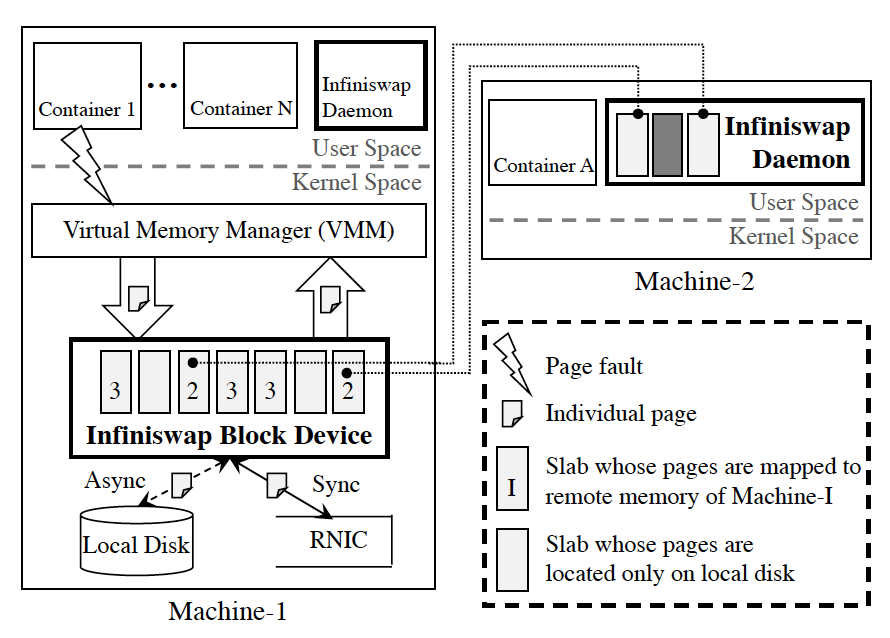 Container 1
...
Container N
Infiniswap
Daemon
User Space
Kernel Space
Virtual Memory Manager (VMM)
3
2
3
3
2
Infiniswap Block Device
Async
Sync
Local Disk
RNIC
Machine-1
Container A
Infiniswap
Daemon
User Space
Kernel Space
Machine-2
Page fault
Individual page
I
Slab whose pages are mapped to
remote memory of Machine-I
Slab whose pages are
located only on local disk